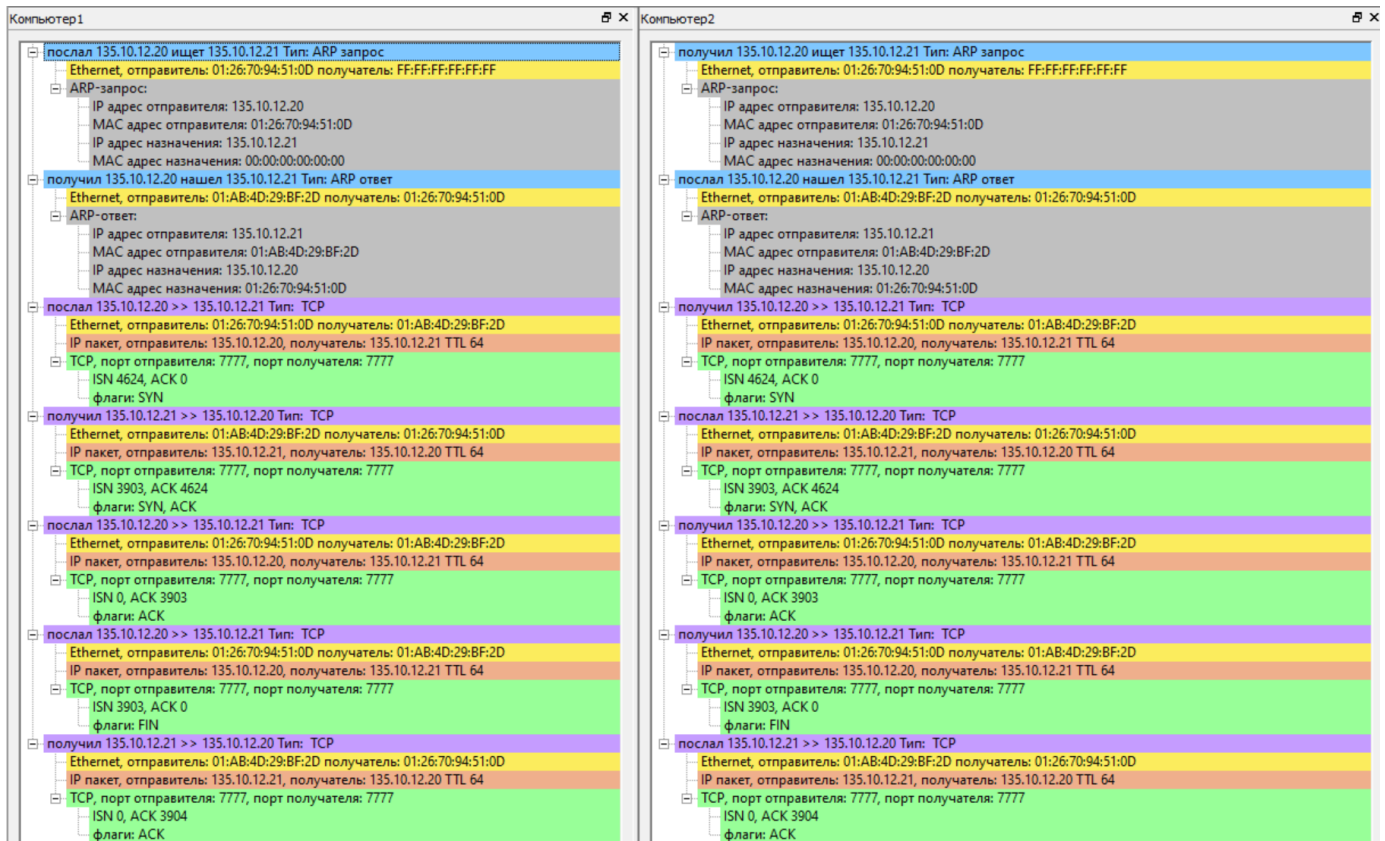 Компьютер1
послал 135.10.12.20 ищет 135.10.12.21 Тип: ARP запрос
Ethernet, отправитель: 01:26:70:94:51:0D получатель: FF:FF:FF:FF:FF:FF
ARP-запрос:
IP адрес отправителя: 135.10.12.20
MAC адрес отправителя: 01:26:70:94:51:0D
IP адрес назначения: 135.10.12.21
MAC адрес назначения: 00:00:00:00:00:00
получил 135.10.12.20 нашел 135.10.12.21 Тип: ARP ответ
Ethernet, отправитель: 01:AB:4D:29:BF:2D получатель: 01:26:70:94:51:0D
ARP-ответ:
IP адрес отправителя: 135.10.12.21
MAC адрес отправителя: 01:AB:4D:29:BF:2D
IP адрес назначения: 135.10.12.20
MAC адрес назначения: 01:26:70:94:51:0D
послал 135.10.12.20 >> 135.10.12.21 Тип: TCP
Ethernet, отправитель: 01:26:70:94:51:0D получатель: 01:AB:4D:29:BF:2D
IP пакет, отправитель: 135.10.12.20, получатель: 135.10.12.21 TTL 64
TCP, порт отправителя: 7777, порт получателя: 7777
ISN 4624, ACK 0
флаги: SYN
получил 135.10.12.21 >> 135.10.12.20 Тип: TCP
Ethernet, отправитель: 01:AB:4D:29:BF:2D получатель: 01:26:70:94:51:0D
IP пакет, отправитель: 135.10.12.21, получатель: 135.10.12.20 TTL 64
TCP, порт отправителя: 7777, порт получателя: 7777
ISN 3903, ACK 4624
флаги: SYN, ACK
послал 135.10.12.20 >> 135.10.12.21 Тип: TCP
Ethernet, отправитель: 01:26:70:94:51:0D получатель: 01:AB:4D:29:BF:2D
IP пакет, отправитель: 135.10.12.20, получатель: 135.10.12.21 TTL 64
TCP, порт отправителя: 7777, порт получателя: 7777
ISN 0, ACK 3903
флаги: ACK
послал 135.10.12.20 >> 135.10.12.21 Тип: TCP
Ethernet, отправитель: 01:26:70:94:51:0D получатель: 01:AB:4D:29:BF:2D
IP пакет, отправитель: 135.10.12.20, получатель: 135.10.12.21 TTL 64
TCP, порт отправителя: 7777, порт получателя: 7777
ISN 3903, ACK 0
флаги: FIN
получил 135.10.12.21 >> 135.10.12.20 Тип: TCP
Ethernet, отправитель: 01:AB:4D:29:BF:2D получатель: 01:26:70:94:51:0D
IP пакет, отправитель: 135.10.12.21, получатель: 135.10.12.20 TTL 64
TCP, порт отправителя: 7777, порт получателя: 7777
ISN 0, ACK 3904
флаги: ACK
Компьютер2
получил 135.10.12.20 ищет 135.10.12.21 Тип: ARP запрос
Ethernet, отправитель: 01:26:70:94:51:0D получатель: FF:FF:FF:FF:FF:FF
ARP-запрос:
IP адрес отправителя: 135.10.12.20
MAC адрес отправителя: 01:26:70:94:51:0D
IP адрес назначения: 135.10.12.21
MAC адрес назначения: 00:00:00:00:00:00
послал 135.10.12.20 нашел 135.10.12.21 Тип: ARP ответ
Ethernet, отправитель: 01:AB:4D:29:BF:2D получатель: 01:26:70:94:51:0D
ARP-ответ:
IP адрес отправителя: 135.10.12.21
MAC адрес отправителя: 01:AB:4D:29:BF:2D
IP адрес назначения: 135.10.12.20
MAC адрес назначения: 01:26:70:94:51:0D
получил 135.10.12.20 >> 135.10.12.21 Тип: TCP
Ethernet, отправитель: 01:26:70:94:51:0D получатель: 01:AB:4D:29:BF:2D
IP пакет, отправитель: 135.10.12.20, получатель: 135.10.12.21 TTL 64
TCP, порт отправителя: 7777, порт получателя: 7777
ISN 4624, ACK 0
флаги: SYN
послал 135.10.12.21 >> 135.10.12.20 Тип: TCP
Ethernet, отправитель: 01:AB:4D:29:BF:2D получатель: 01:26:70:94:51:0D
IP пакет, отправитель: 135.10.12.21, получатель: 135.10.12.20 TTL 64
TCP, порт отправителя: 7777, порт получателя: 7777
ISN 3903, ACK 4624
флаги: SYN, ACK
получил 135.10.12.20 >> 135.10.12.21 Тип: TCP
Ethernet, отправитель: 01:26:70:94:51:0D получатель: 01:AB:4D:29:BF:2D
IP пакет, отправитель: 135.10.12.20, получатель: 135.10.12.21 TTL 64
TCP, порт отправителя: 7777, порт получателя: 7777
ISN 0, ACK 3903
флаги: ACK
получил 135.10.12.20 >> 135.10.12.21 Тип: TCP
Ethernet, отправитель: 01:26:70:94:51:0D получатель: 01:AB:4D:29:BF:2D
IP пакет, отправитель: 135.10.12.20, получатель: 135.10.12.21 TTL 64
TCP, порт отправителя: 7777, порт получателя: 7777
ISN 3903, ACK 0
флаги: FIN
послал 135.10.12.21 >> 135.10.12.20 Тип: TCP
Ethernet, отправитель: 01:AB:4D:29:BF:2D получатель: 01:26:70:94:51:0D
IP пакет, отправитель: 135.10.12.21, получатель: 135.10.12.20 TTL 64
TCP, порт отправителя: 7777, порт получателя: 7777
ISN 0, ACK 3904
флаги: ACK